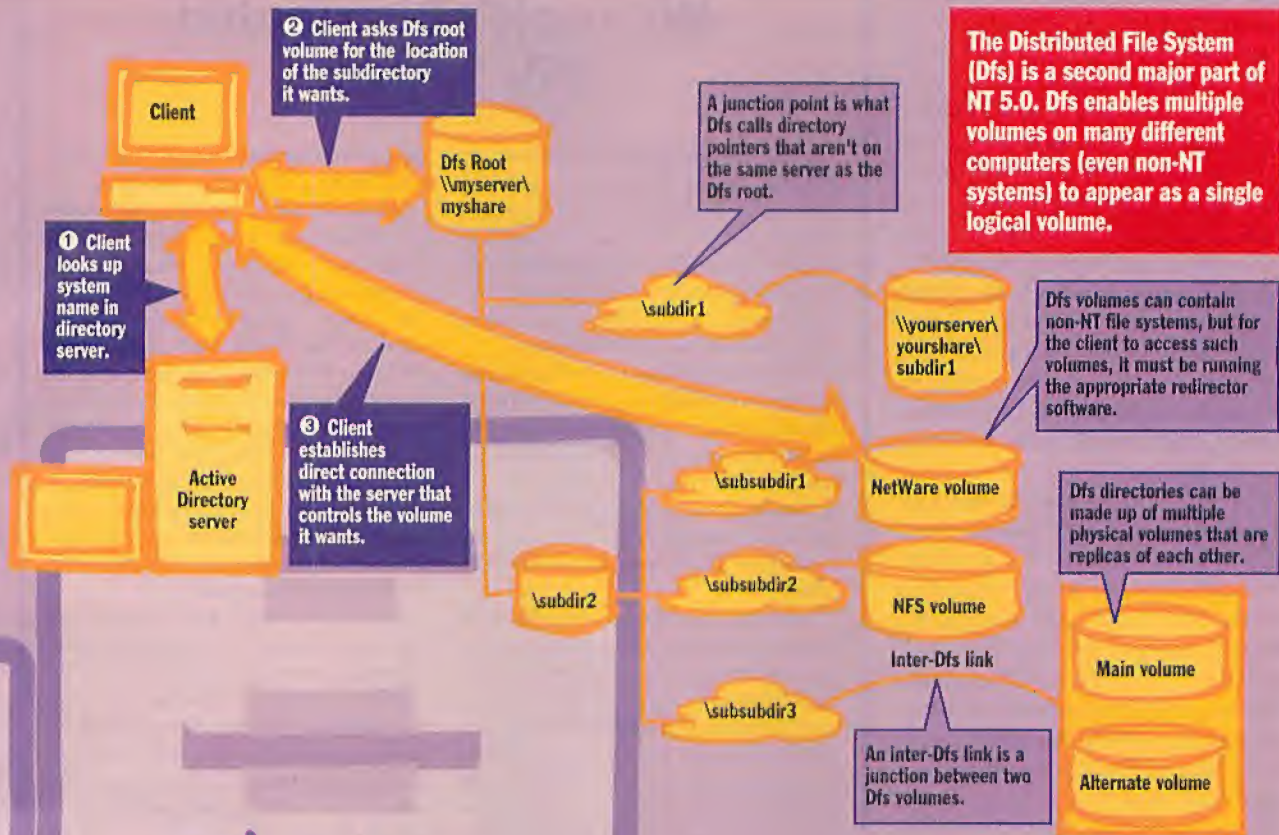 ❷ Client asks Dfs root
volume for the location
of the subdirectory
it wants.
The Distributed File System
(Dfs) is a second major part of
NT 5.0. Dfs enables multiple
volumes on many different
computers (even non-NT
systems) to appear as a single
logical volume.
Client
A junction point is what
Dfs calls directory
pointers that aren't on
the same server as the
Dfs root.
Dfs Root
\\myserver\
myshare
❶ Client
looks up
system
name in
directory
server.
\subdir1
\\yourserver\
yourshare\
subdir1
Dfs volumes can contain
non-NT file systems, but for
the client to access such
volumes, it must be running
the appropriate redirector
software.
❸ Client
establishes
direct connection
with the server that
controls the volume
it wants.
Active
Directory
server
\subsubdir1
NetWare volume
Dfs directories can be
made up of multiple
physical volumes that are
replicas of each other.
\subdir2
\subsubdir2
NFS volume
Inter-Dfs link
Main volume
\subsubdir3
An inter-Dfs link is a
junction between two
Dfs volumes.
Alternate volume